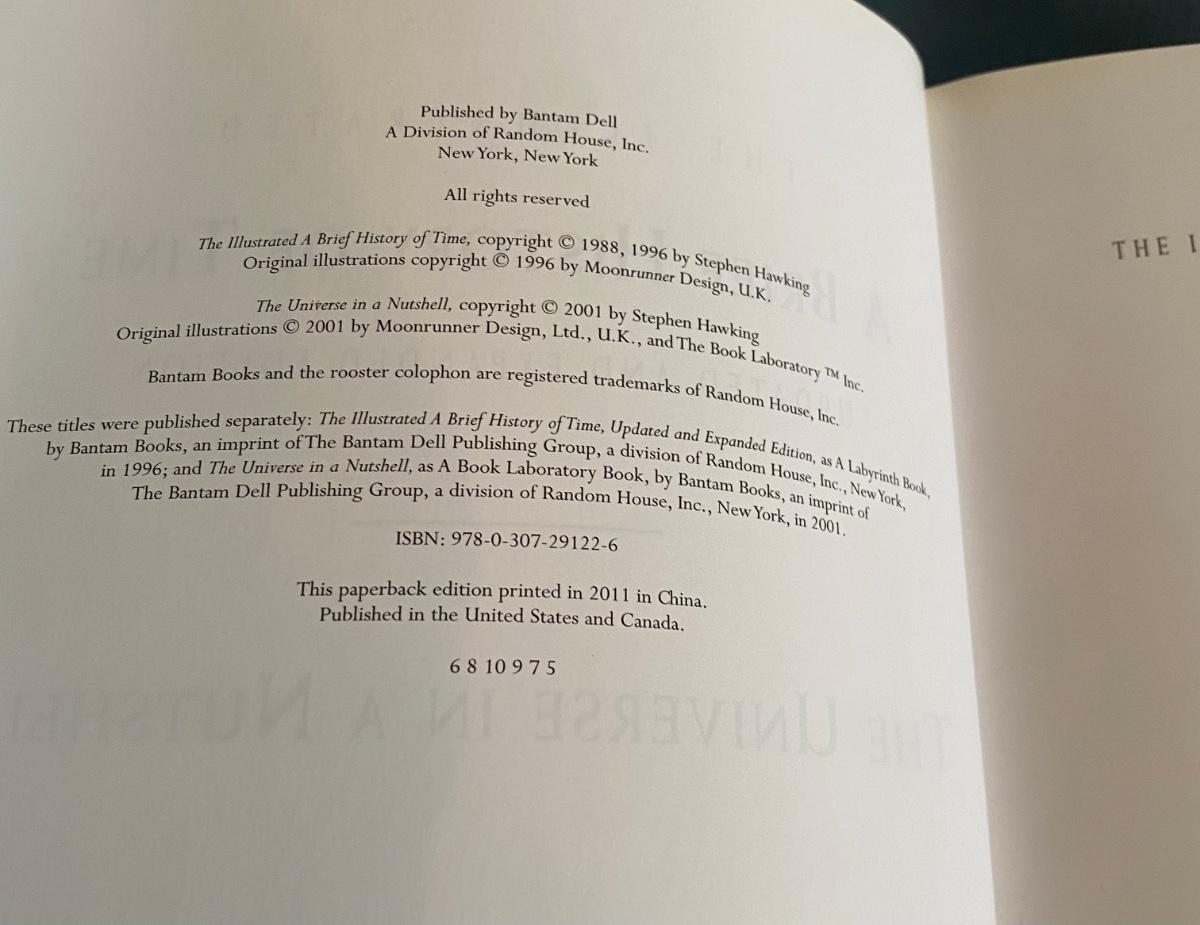 Published by Bantam Dell
A Division of Random House, Inc.
New York, New York
All rights reserved
The Illustrated A Brief History of Time, copyright © 1988, 1996 by Stephen Hawking
Original illustrations copyright © 1996 by Moonrunner Design, U.K.
The Universe in a Nutshell, copyright © 2001 by Stephen Hawking
Original illustrations © 2001 by Moonrunner Design, Ltd., U.K., and The Book Laboratory ™ Inc.
Bantam Books and the rooster colophon are registered trademarks of Random House, Inc.
These titles were published separately: The Illustrated A Brief History of Time, Updated and Expanded Edition, as A Labyrinth Book,
by Bantam Books, an imprint of The Bantam Dell Publishing Group, a division of Random House, Inc., New York,
in 1996; and The Universe in a Nutshell, as A Book Laboratory Book, by Bantam Books, an imprint of
The Bantam Dell Publishing Group, a division of Random House, Inc., New York, in 2001.
ISBN: 978-0-307-29122-6
This paperback edition printed in 2011 in China.
Published in the United States and Canada.
6 8 10 9 7 5
THE I